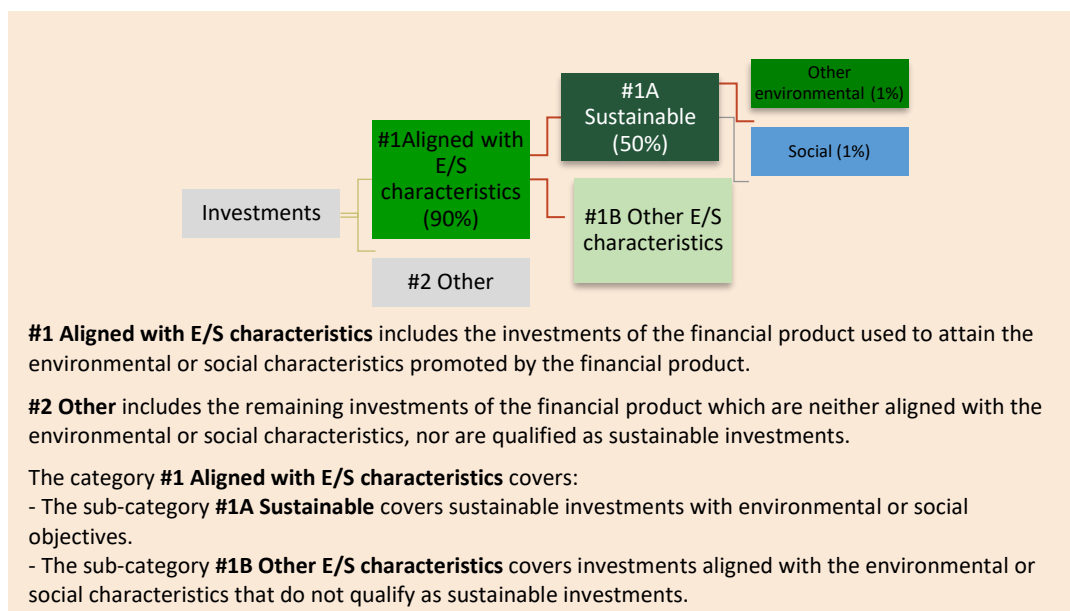 Other
environmental (1%)
#1A
Sustainable
(50%)
Social (1%)
#1Aligned with
E/S
characteristics
(90%)
Investments
#1B Other E/S
characteristics
#2 Other
#1 Aligned with E/S characteristics includes the investments of the financial product used to attain the
environmental or social characteristics promoted by the financial product.
#2 Other includes the remaining investments of the financial product which are neither aligned with the
environmental or social characteristics, nor are qualified as sustainable investments.
The category #1 Aligned with E/S characteristics covers:
- The sub-category #1A Sustainable covers sustainable investments with environmental or social
objectives.
- The sub-category #1B Other E/S characteristics covers investments aligned with the environmental or
social characteristics that do not qualify as sustainable investments.